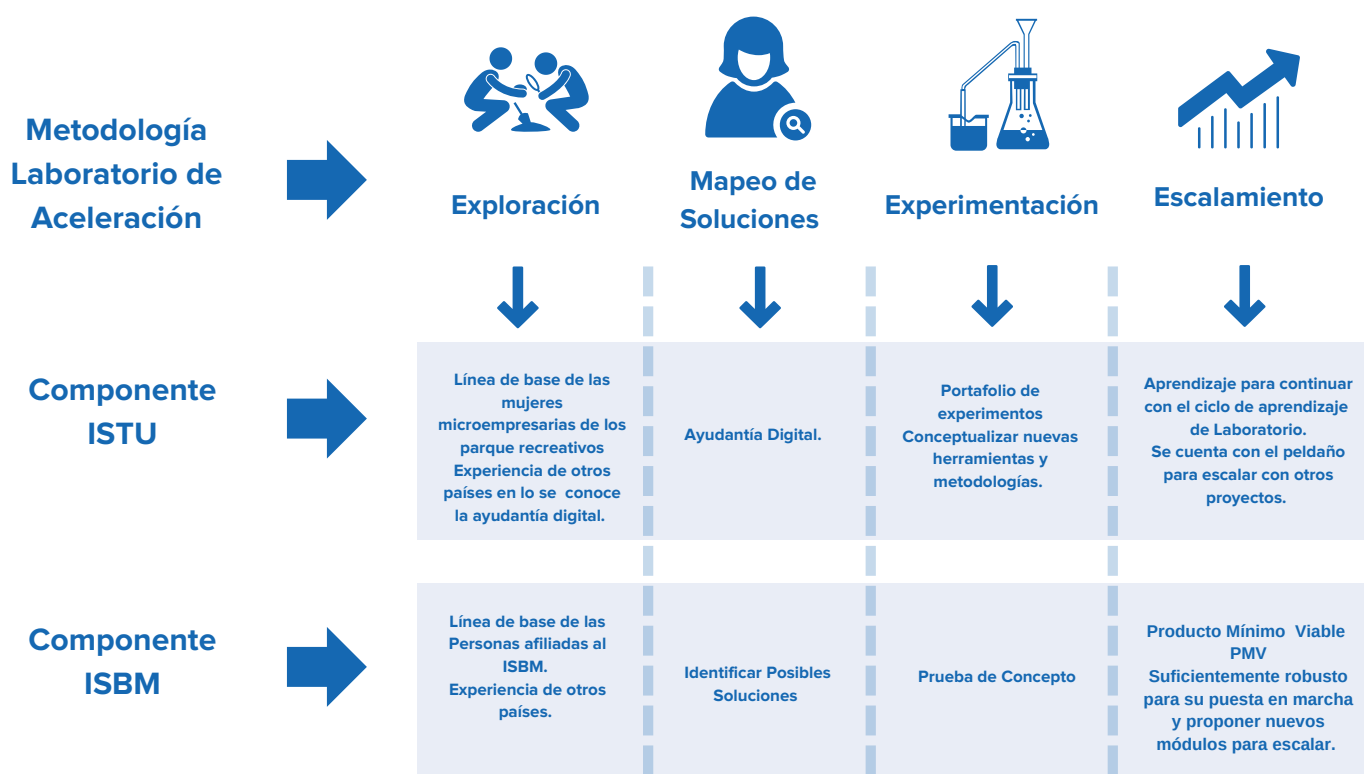 Metodología
Laboratorio de
Aceleración
Exploración
Mapeo de
Soluciones
Experimentación
Escalamiento
Componente
ISTU
Línea de base de las
mujeres
microempresarias de los
parque recreativos
Experiencia de otros
países en lo se conoce
la ayudantía digital.
Ayudantía Digital.
Portafolio de
experimentos
Conceptualizar nuevas
herramientas y
metodologías.
Aprendizaje para continuar
con el ciclo de aprendizaje
de Laboratorio.
Se cuenta con el peldaño
para escalar con otros
proyectos.
Componente
ISBM
Línea de base de las
Personas afiliadas al
ISBM.
Experiencia de otros
países.
Identificar Posibles
Soluciones
Prueba de Concepto
Producto Mínimo Viable
PMV
Suficientemente robusto
para su puesta en marcha
y proponer nuevos
módulos para escalar.